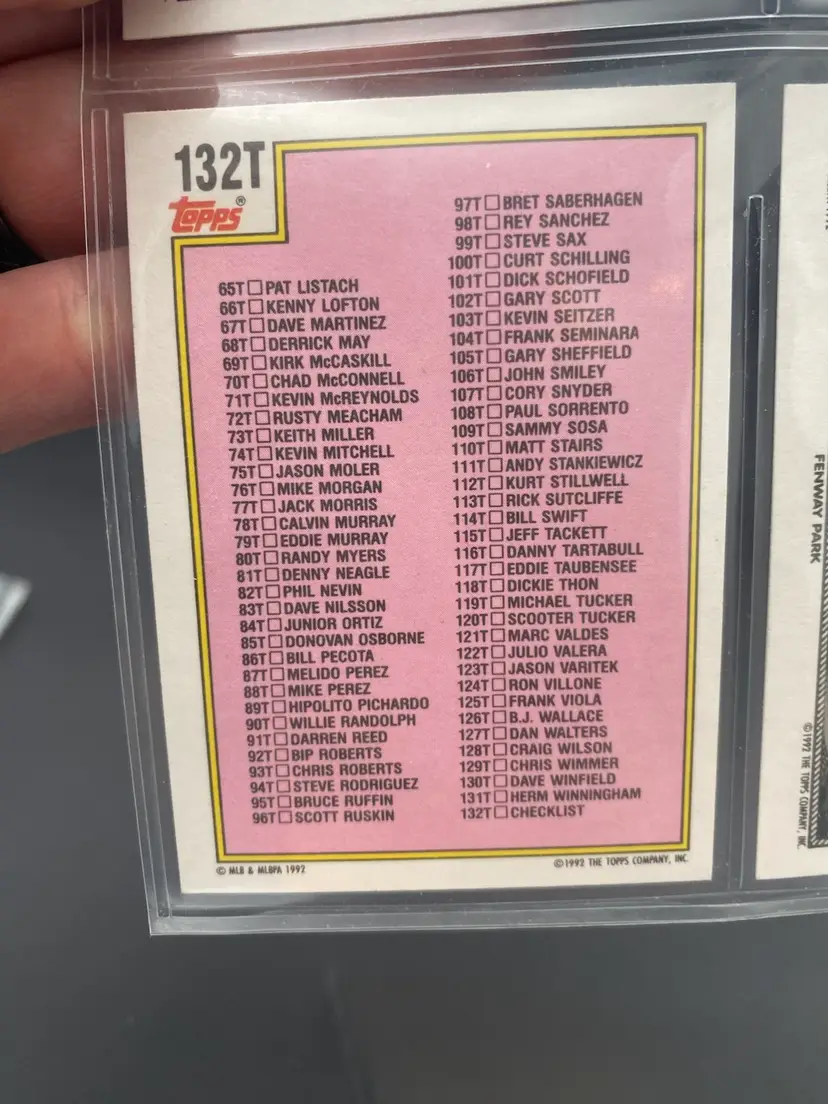 132T
Topps®
65T☐PAT LISTACH
66T☐KENNY LOFTON
67T☐DAVE MARTINEZ
68T☐DERRICK MAY
69T☐KIRK McCASKILL
70T☐CHAD McCONNELL
71T☐KEVIN McREYNOLDS
72T☐RUSTY MEACHAM
73T☐KEITH MILLER
74T☐KEVIN MITCHELL
75T☐JASON MOLER
76T☐MIKE MORGAN
77T☐JACK MORRIS
78T☐CALVIN MURRAY
79T☐EDDIE MURRAY
80T☐RANDY MYERS
81T☐DENNY NEAGLE
82T☐PHIL NEVIN
83T☐DAVE NILSSON
84T☐JUNIOR ORTIZ
85T☐DONOVAN OSBORNE
86T☐BILL PECOTA
87T☐MELIDO PEREZ
88T☐MIKE PEREZ
89T☐HIPOLITO PICHARDO
90T☐WILLIE RANDOLPH
91T☐DARREN REED
92T☐BIP ROBERTS
93T☐CHRIS ROBERTS
94T☐STEVE RODRIGUEZ
95T☐BRUCE RUFFIN
96T☐SCOTT RUSKIN
97T☐BRET SABERHAGEN
98T☐REY SANCHEZ
99T☐STEVE SAX
100T☐CURT SCHILLING
101T☐DICK SCHOFIELD
102T☐GARY SCOTT
103T☐KEVIN SEITZER
104T☐FRANK SEMINARA
105T☐GARY SHEFFIELD
106T☐JOHN SMILEY
107T☐CORY SNYDER
108T☐PAUL SORRENTO
109T☐SAMMY SOSA
110T☐MATT STAIRS
111T☐ANDY STANKIEWICZ
112T☐KURT STILLWELL
113T☐RICK SUTCLIFFE
114T☐BILL SWIFT
115T☐JEFF TACKETT
116T☐DANNY TARTABULL
117T☐EDDIE TAUBENSEE
118T☐DICKIE THON
119T☐MICHAEL TUCKER
120T☐SCOOTER TUCKER
121T☐MARC VALDES
122T☐JULIO VALERA
123T☐JASON VARITEK
124T☐RON VILLONE
125T☐FRANK VIOLA
126T☐B.J. WALLACE
127T☐DAN WALTERS
128T☐CRAIG WILSON
129T☐CHRIS WIMMER
130T☐DAVE WINFIELD
131T☐HERM WINNINGHAM
132T☐CHECKLIST
© MLB & MLBPA 1992
©1992 THE TOPPS COMPANY, INC.
FENWAY PARK
©1992 THE TOPPS COMPANY, INC.